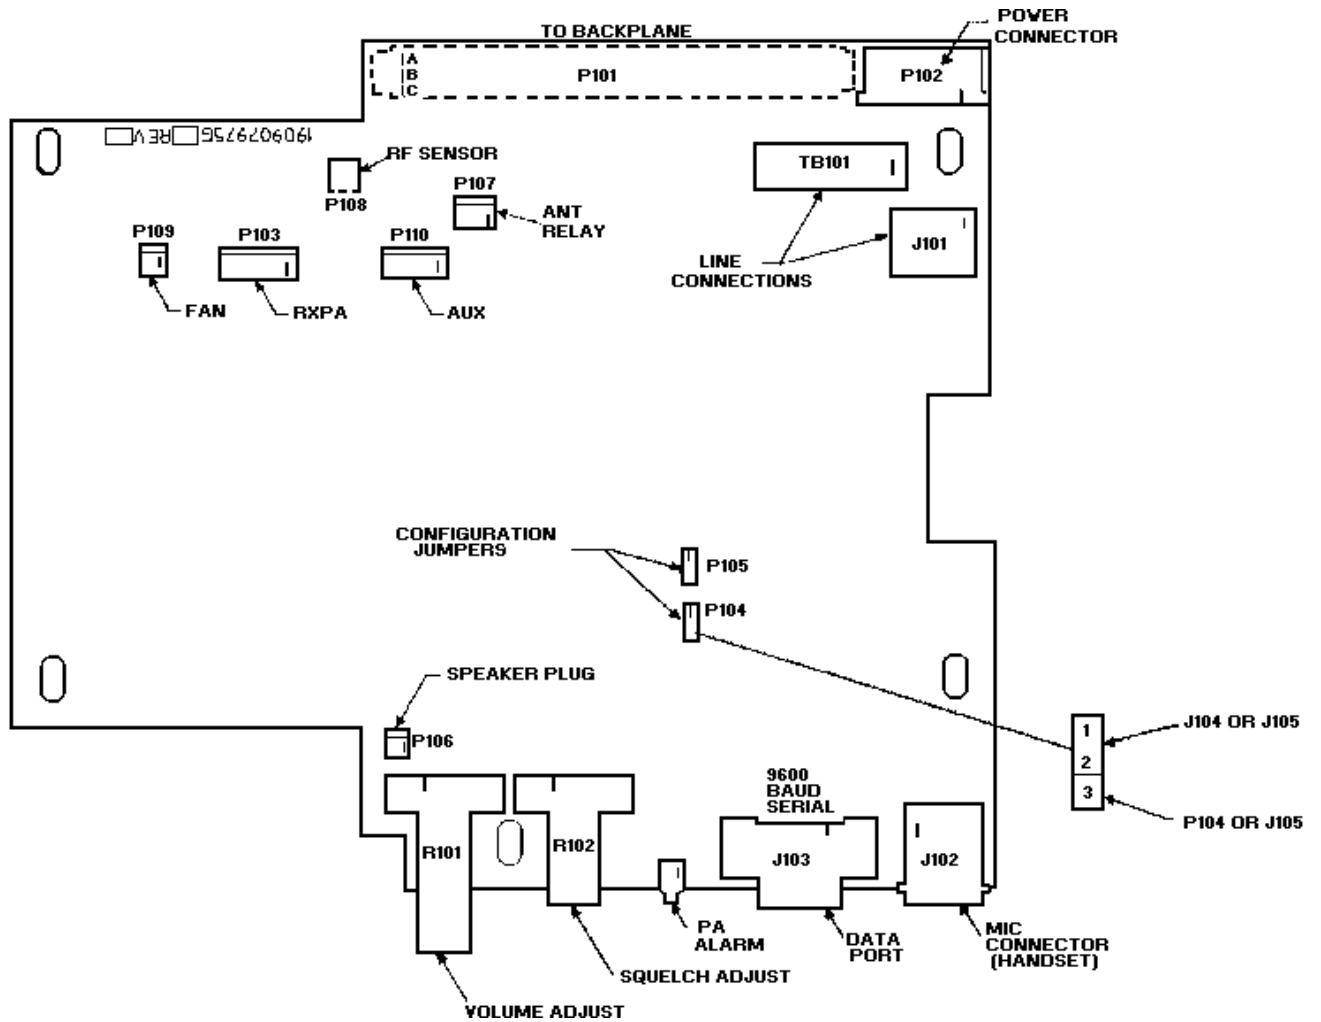 POWER
CONNECTOR
TO BACKPLANE
A
B
C
P101
P102
19D907975G REV
RF SENSOR
P108
P107
ANT
RELAY
TB101
J101
LINE
CONNECTIONS
P109
FAN
P103
RXPA
P110
AUX
CONFIGURATION
JUMPERS
P105
P104
SPEAKER PLUG
P106
1
2
3
J104 OR J105
P104 OR J105
9600
BAUD
SERIAL
R101
R102
J103
J102
PA
ALARM
DATA
PORT
MIC
CONNECTOR
(HANDSET)
SQUELCH ADJUST
VOLUME ADJUST